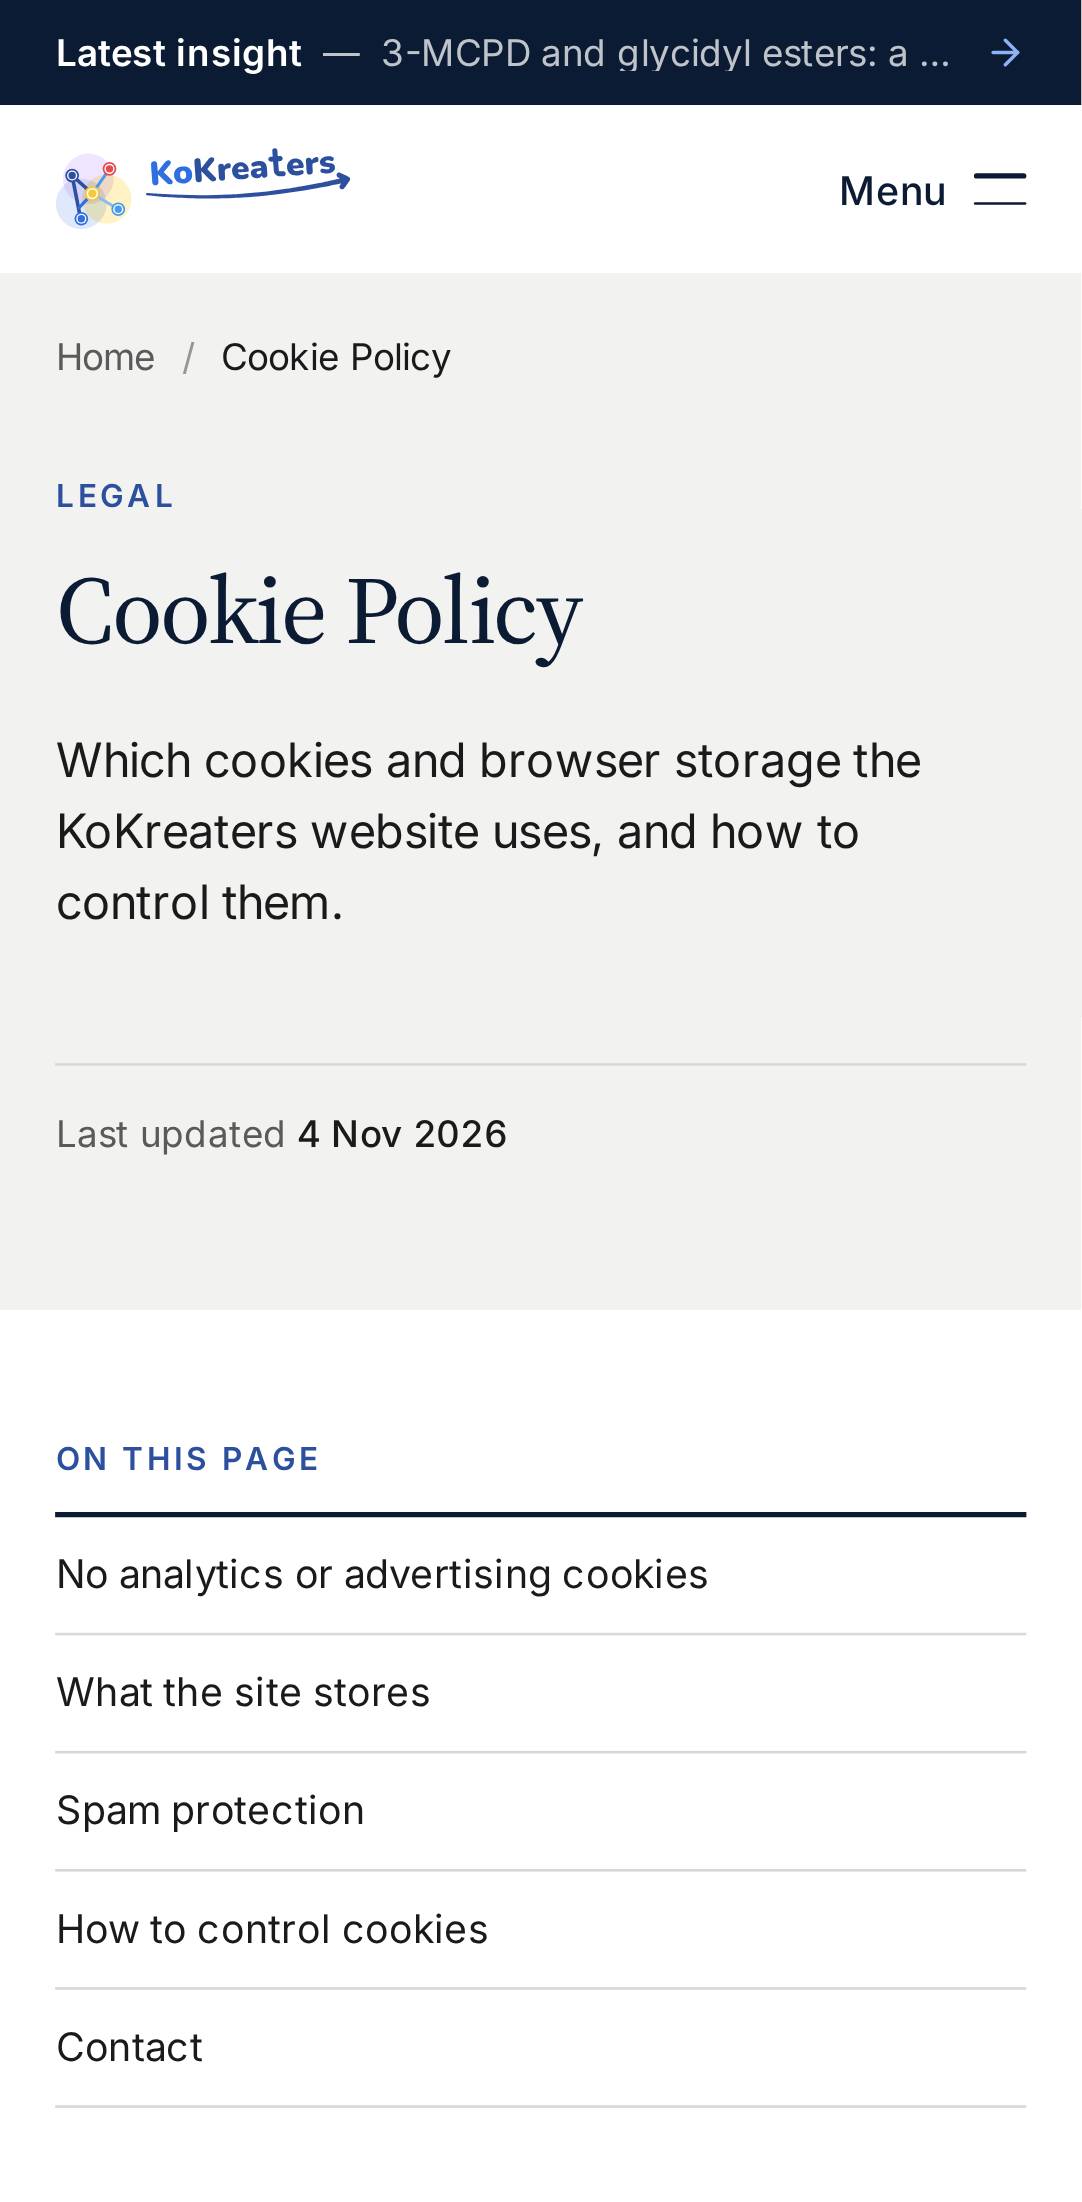 Latest insight — 3-MCPD and glycidyl esters: a ...
KoKreaters
Menu
Home / Cookie Policy
LEGAL
Cookie Policy
Which cookies and browser storage the
KoKreaters website uses, and how to
control them.
Last updated 4 Nov 2026
ON THIS PAGE
No analytics or advertising cookies
What the site stores
Spam protection
How to control cookies
Contact